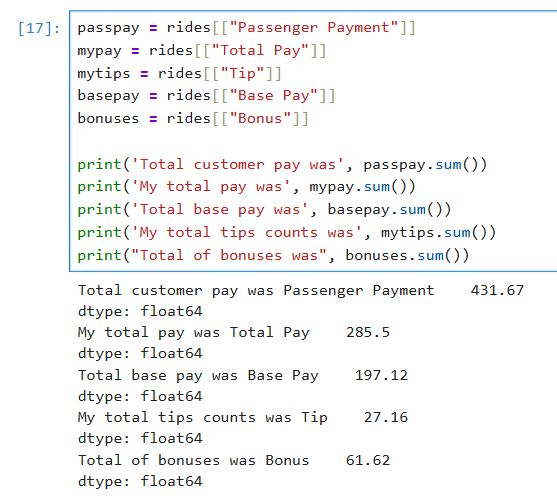 [17]: passpay = rides[["Passenger Payment"]]
mypay = rides[["Total Pay"]]
mytips = rides[["Tip"]]
basepay = rides[["Base Pay"]]
bonuses = rides[["Bonus"]]
print('Total customer pay was', passpay.sum())
print('My total pay was', mypay.sum())
print('Total base pay was', basepay.sum())
print('My total tips counts was', mytips.sum())
print("Total of bonuses was", bonuses.sum())
Total customer pay was Passenger Payment    431.67
dtype: float64
My total pay was Total Pay    285.5
dtype: float64
Total base pay was Base Pay    197.12
dtype: float64
My total tips counts was Tip    27.16
dtype: float64
Total of bonuses was Bonus    61.62
dtype: float64